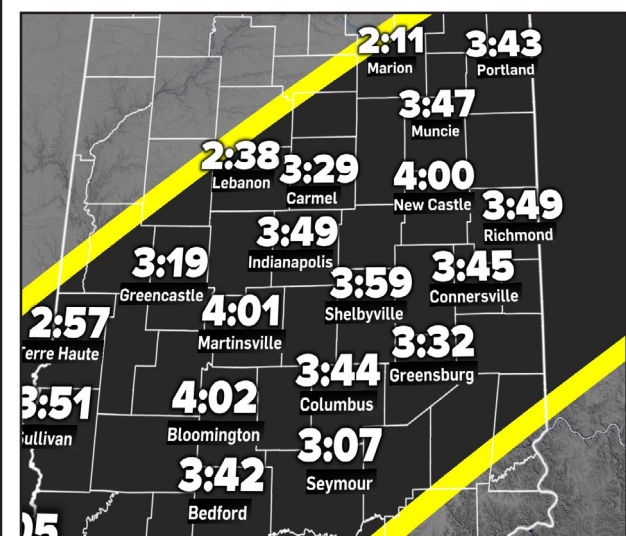 2:11
Marion
3:43
Portland
3:47
Muncie
2:38
Lebanon
3:29
Carmel
4:00
New Castle
3:49
Richmond
3:49
Indianapolis
3:19
Greencastle
3:45
Connersville
3:59
Shelbyville
4:01
Martinsville
2:57
erre Haute
3:32
Greensburg
3:44
Columbus
3:51
ullivan
4:02
Bloomington
3:07
Seymour
3:42
Bedford
05